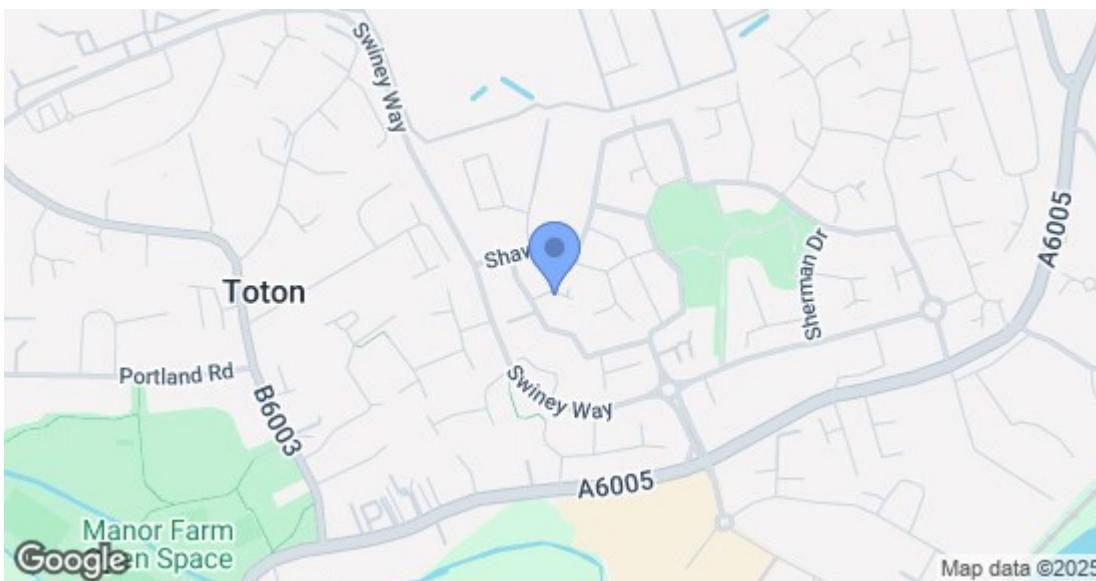 Swiney Way
Shav
A6005
Toton
Sherman Dr
Portland Rd
B6003
Swiney Way
A6005
Manor Farm
en Space
Google
Map data ©2025